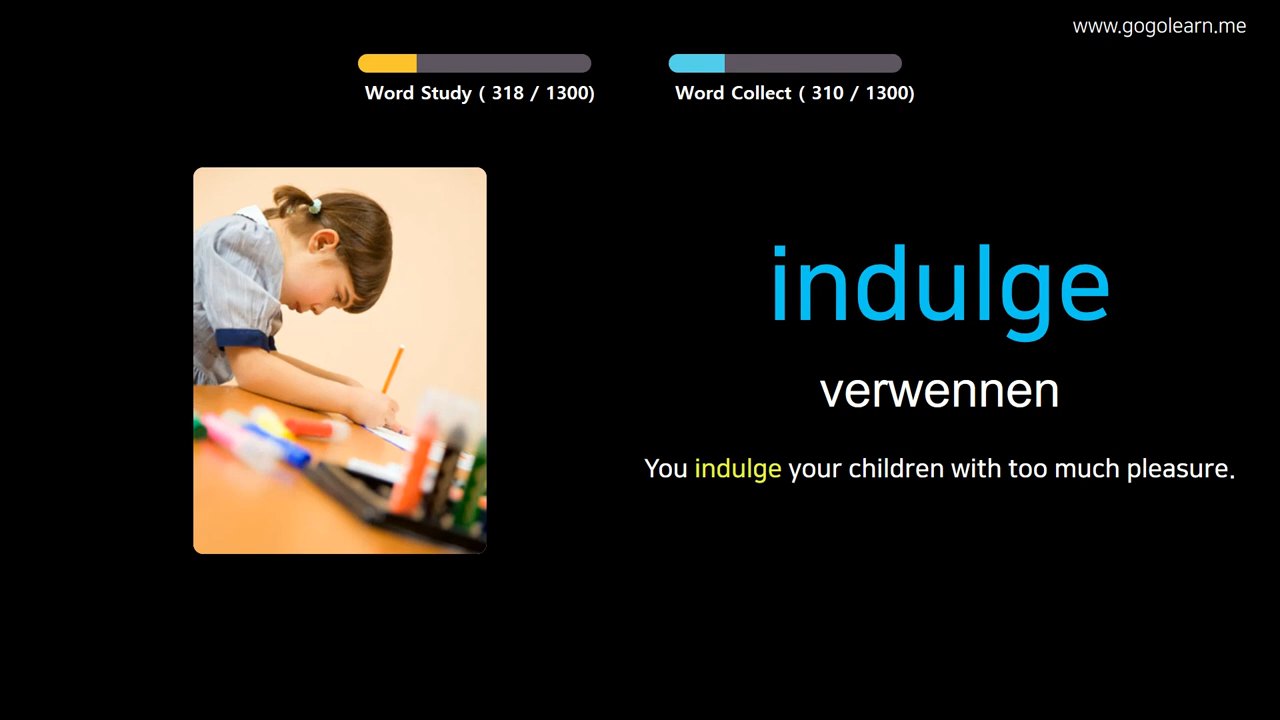 www.gogolearn.me
Word Study ( 318 / 1300)
Word Collect ( 310 / 1300)
indulge
verwennen
You indulge your children with too much pleasure.